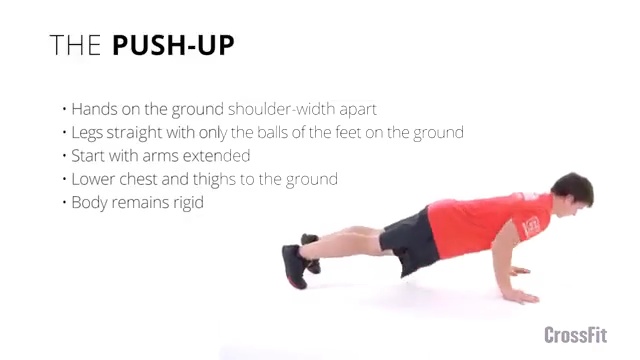 THE PUSH-UP
• Hands on the ground shoulder-width apart
• Legs straight with only the balls of the feet on the ground
• Start with arms extended
• Lower chest and thighs to the ground
• Body remains rigid
CrossFit